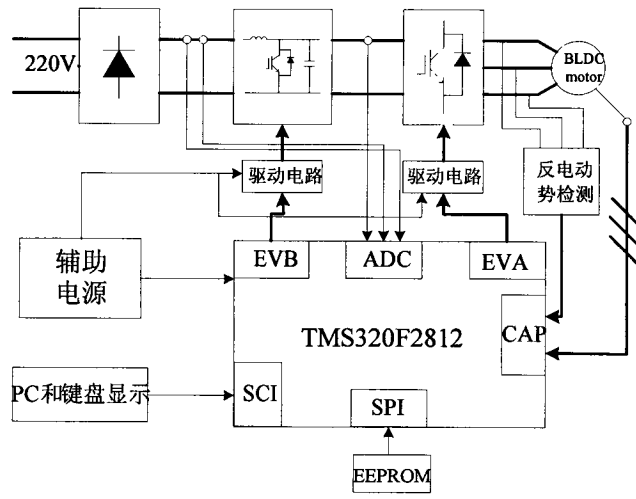 220V
BLDC
motor
驱动电路
驱动电路
反电动
势检测
辅助
电源
EVB
ADC
EVA
TMS320F2812
CAP
PC和键盘显示
SCI
SPI
EEPROM